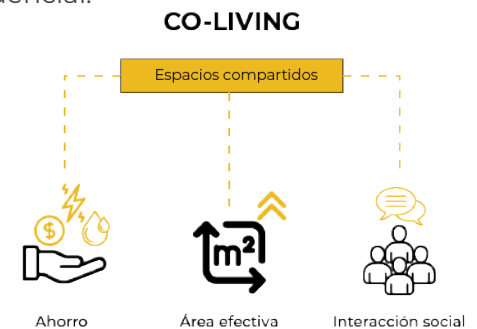 CO-LIVING
Espacios compartidos
$
m²
Ahorro
Área efectiva
Interacción social